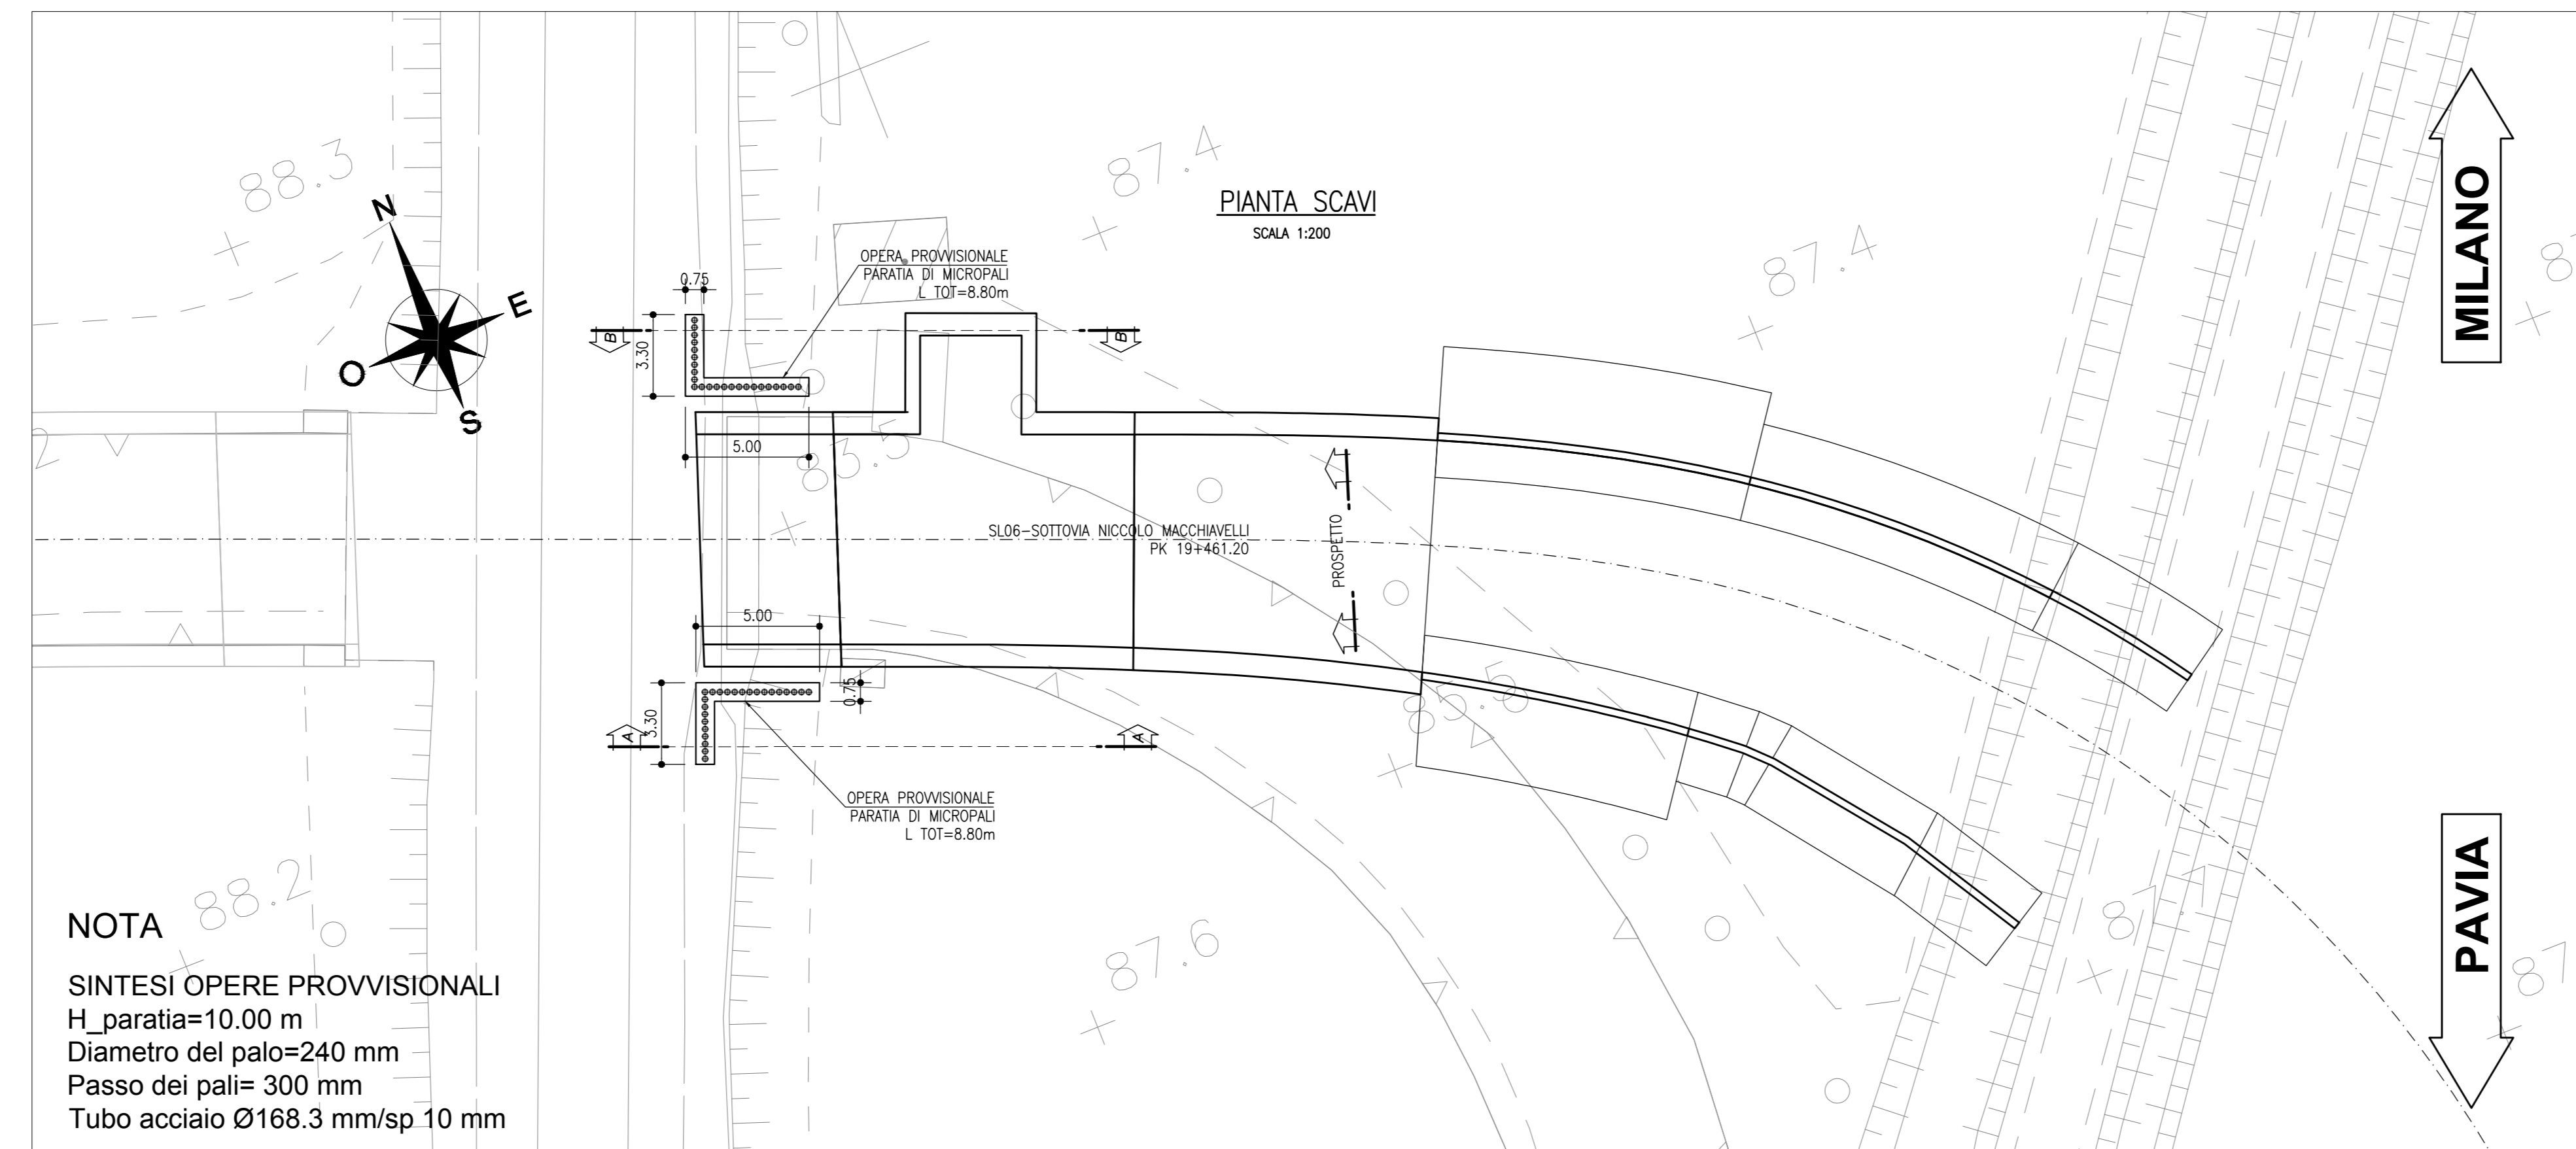 88.3
N
E
O
S
87.4
PIANTA SCAVI
SCALA 1:200
87.4
MILANO
OPERA PROVVISIONALE
PARATIA DI MICROPALI
L TOT=8.80m
0.75
3.30
B
B
5.00
83.5
SL06-SOTTOVIA NICCOLO MACCHIAVELLI
PK 19+461.20
PROSPETTO
5.00
0.75
3.30
A
A
85.5
OPERA PROVVISIONALE
PARATIA DI MICROPALI
L TOT=8.80m
88.2
87.6
PAVIA
NOTA
SINTESI OPERE PROVVISIONALI
H_paratia=10.00 m
Diametro del palo=240 mm
Passo dei pali= 300 mm
Tubo acciaio Ø168.3 mm/sp 10 mm